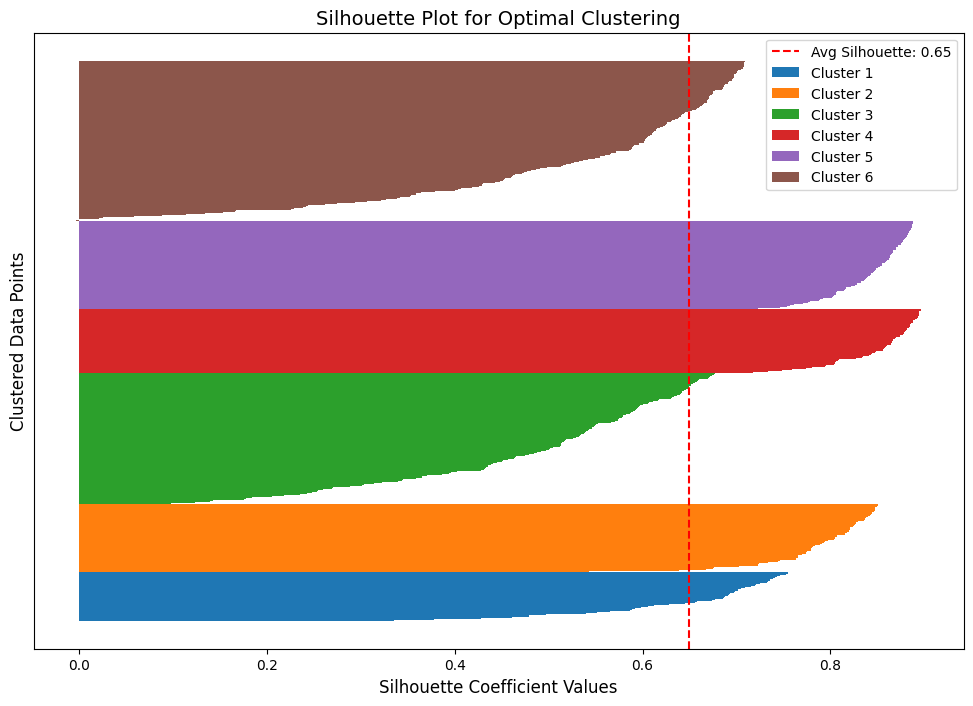 Silhouette Plot for Optimal Clustering
Avg Silhouette: 0.65
Cluster 1
Cluster 2
Cluster 3
Cluster 4
Cluster 5
Cluster 6
Clustered Data Points
0.0
0.2
0.4
0.6
0.8
Silhouette Coefficient Values